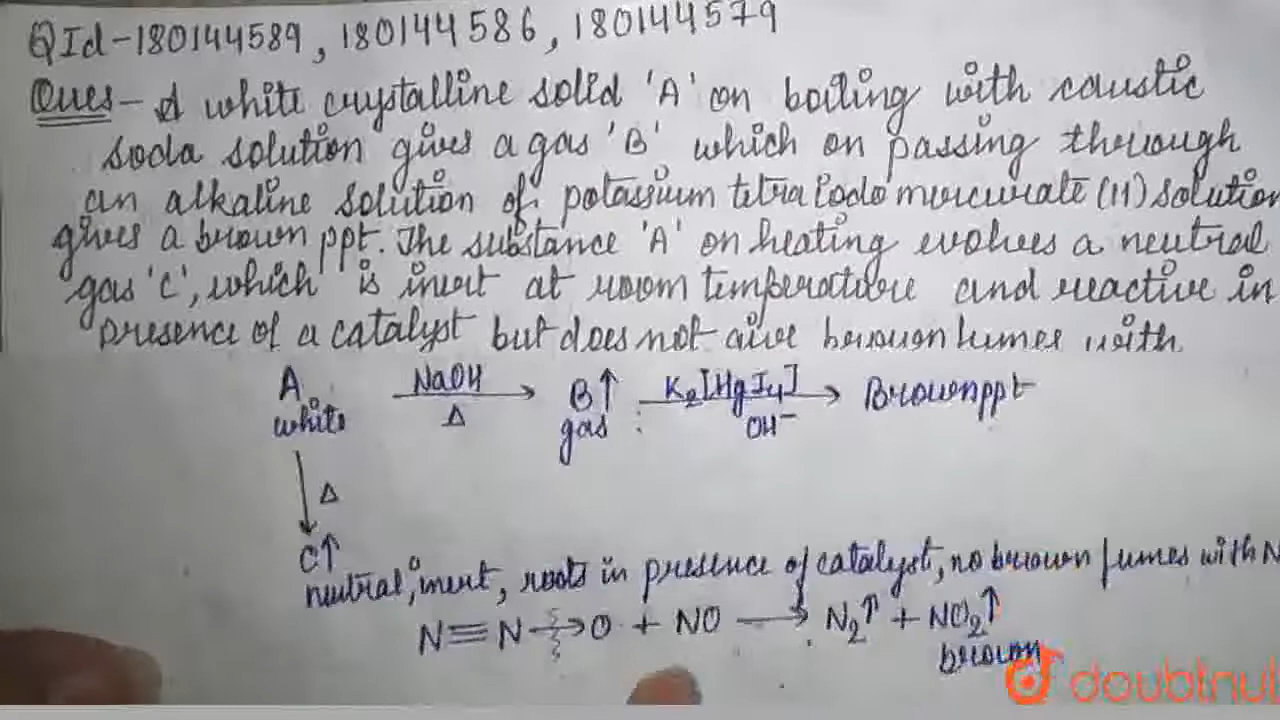 QId-180144589, 180144586, 180144579
Ques - A white crystalline solid 'A' on boiling with caustic
soda solution gives a gas 'B' which on passing through
an alkaline solution of potassium tetraiodomercurate (II) solution
gives a brown ppt. The substance 'A' on heating evolves a neutral
gas 'C', which is inert at room temperature and reactive in
presence of a catalyst but does not give brown fumes with
A NaOH B↑ K2[HgI4] Brown ppt
white Δ gas OH⁻
Δ
C↑
neutral, inert, in presence of catalyst, no brown fumes with N
N≡N→O + NO → N2↑ + NO2↑
brown
doubtnut